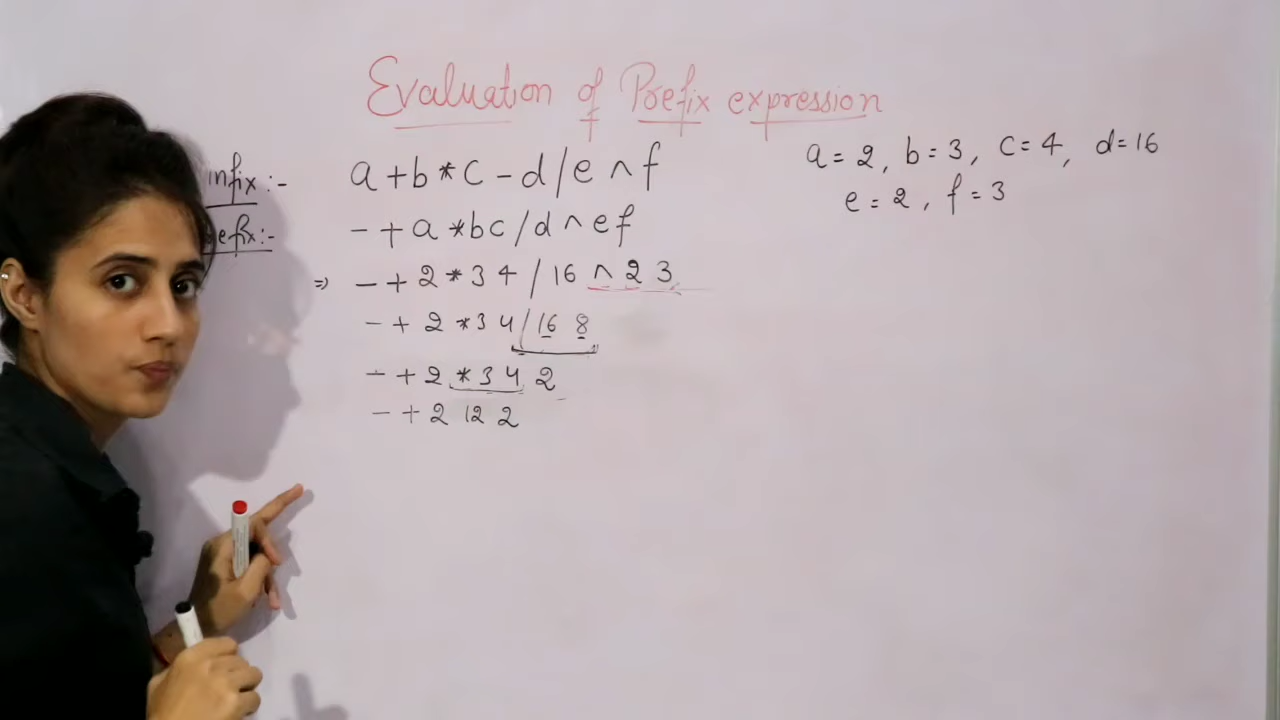 Evaluation of Prefix expression
infix :- a + b * c - d / e ^ f
efix :- - + a * b c / d ^ e f
⇒ - + 2 * 3 4 / 16 ^ 2 3
- + 2 * 3 4 / 16 8
- + 2 * 3 4 2
- + 2 12 2
a = 2, b = 3, c = 4, d = 16
e = 2, f = 3